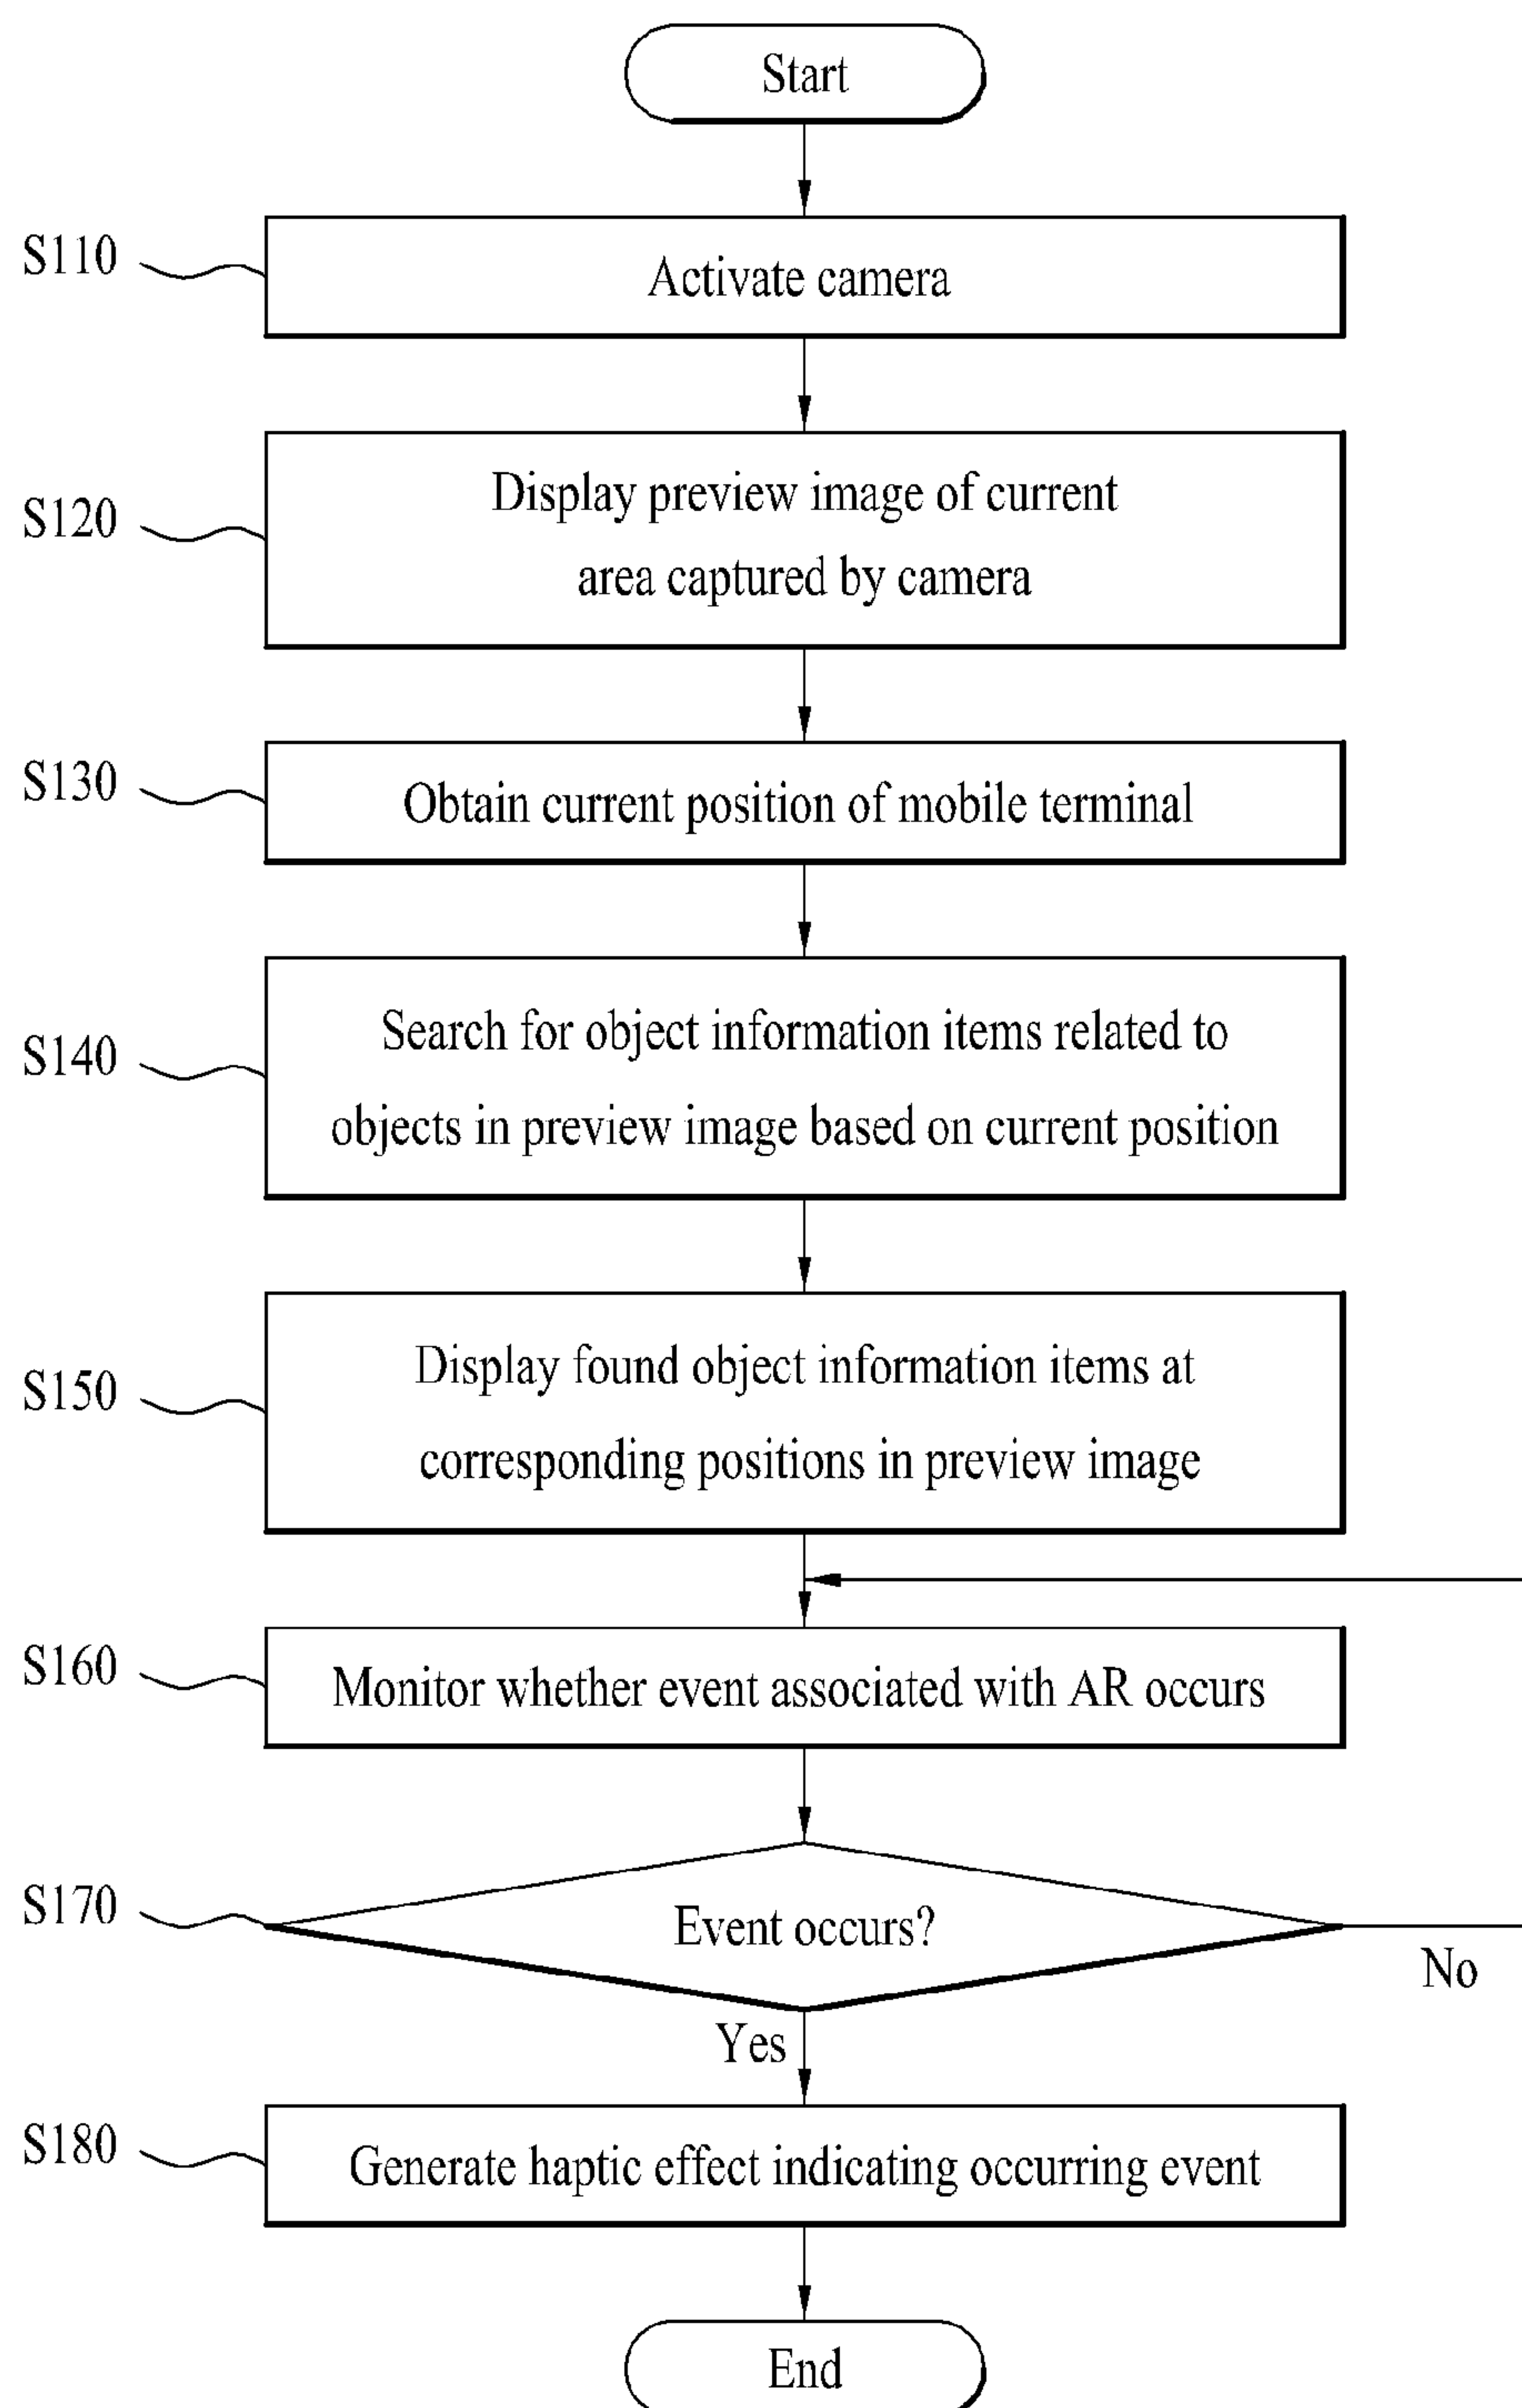 Start
S110
Activate camera
S120
Display preview image of current
area captured by camera
S130
Obtain current position of mobile terminal
S140
Search for object information items related to
objects in preview image based on current position
S150
Display found object information items at
corresponding positions in preview image
S160
Monitor whether event associated with AR occurs
S170
Event occurs?
No
Yes
S180
Generate haptic effect indicating occurring event
End